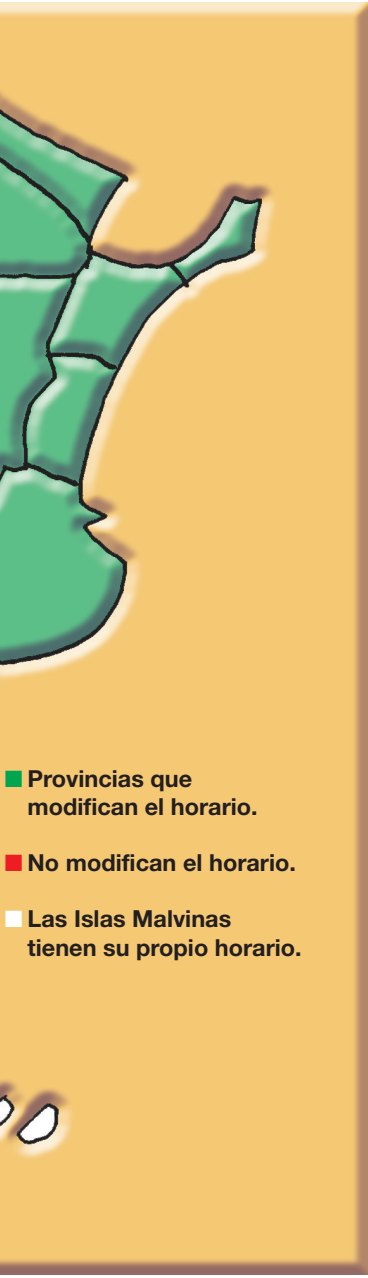 Provincias que
modifican el horario.
No modifican el horario.
Las Islas Malvinas
tienen su propio horario.